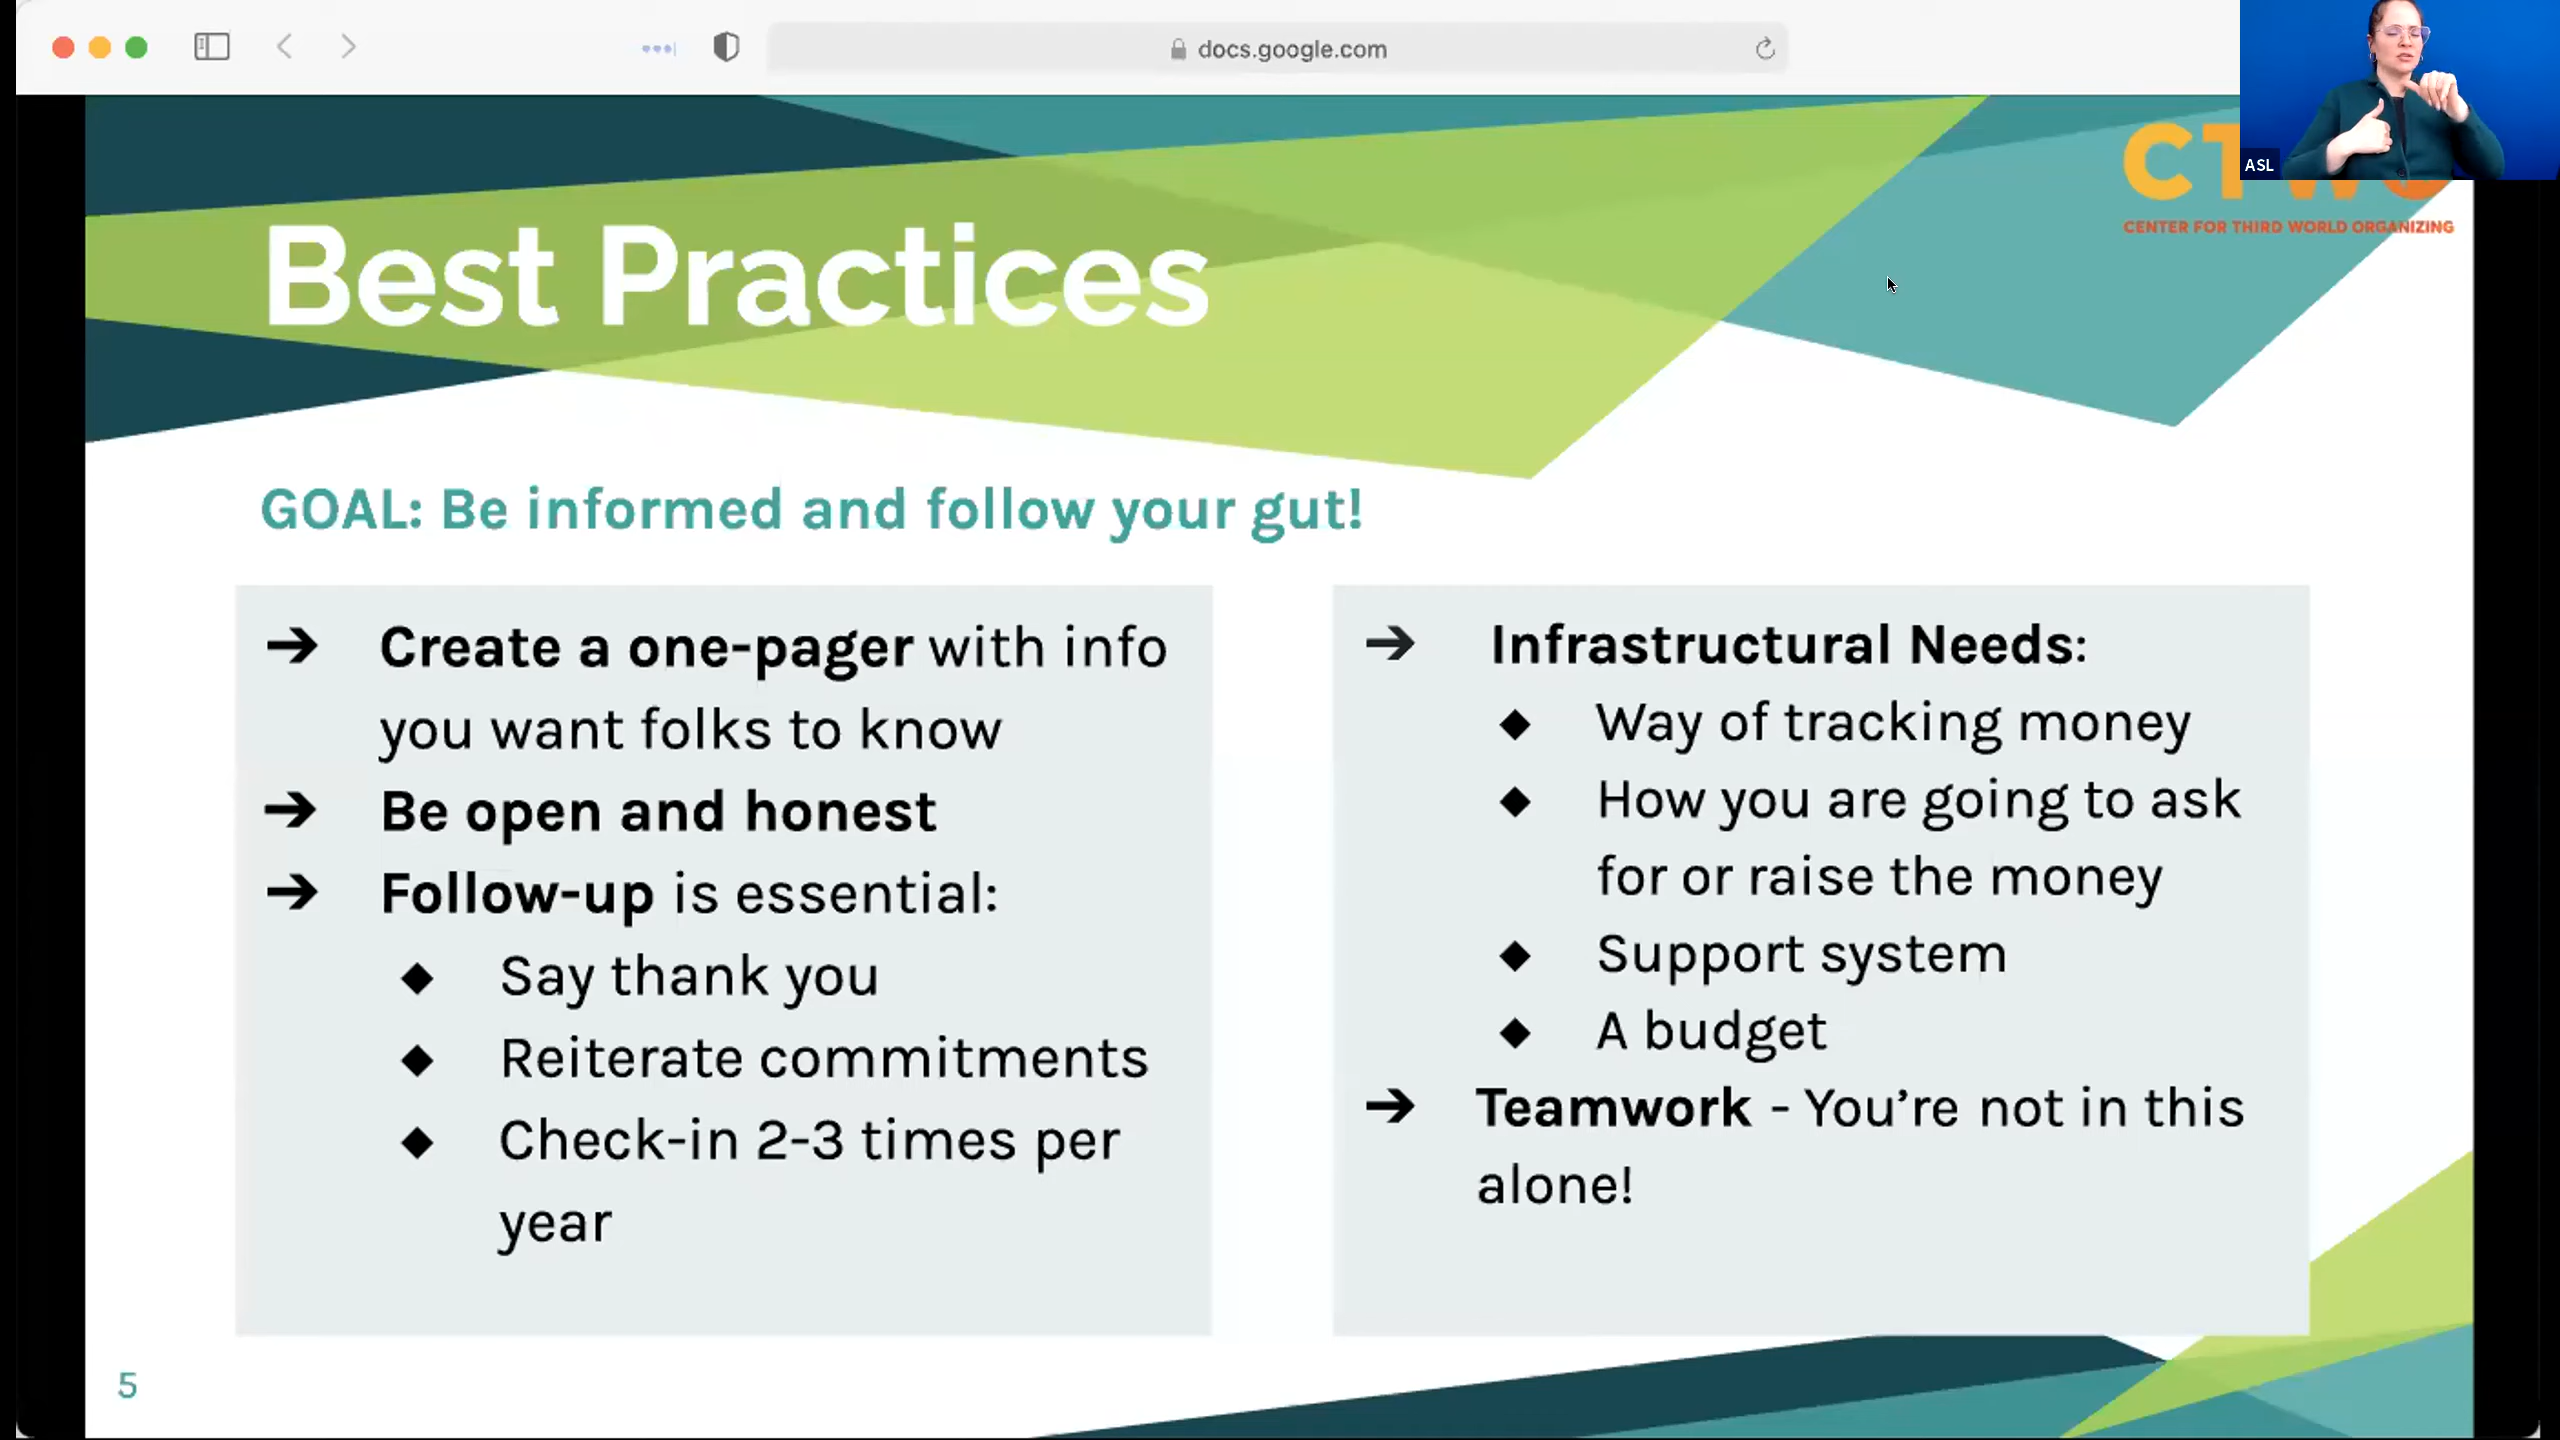 docs.google.com
ASL
CENTER FOR THIRD WORLD ORGANIZING
Best Practices
GOAL: Be informed and follow your gut!
➔ Create a one-pager with info
you want folks to know
➔ Be open and honest
➔ Follow-up is essential:
◆ Say thank you
◆ Reiterate commitments
◆ Check-in 2-3 times per
year
➔ Infrastructural Needs:
◆ Way of tracking money
◆ How you are going to ask
for or raise the money
◆ Support system
◆ A budget
➔ Teamwork - You’re not in this
alone!
5